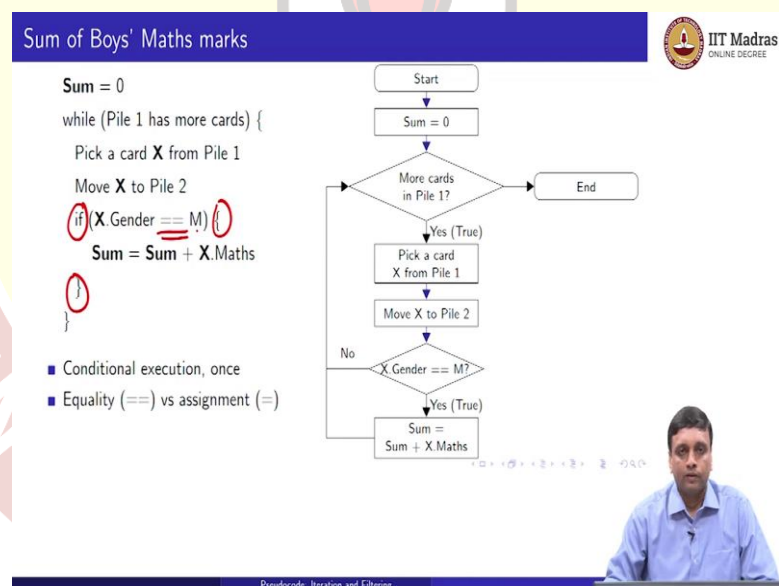 Sum of Boys' Maths marks
IIT Madras
ONLINE DEGREE
Sum = 0
while (Pile 1 has more cards) {
Pick a card X from Pile 1
Move X to Pile 2
if (X.Gender == M) {
Sum = Sum + X.Maths
}
}
Conditional execution, once
Equality (==) vs assignment (=)
Start
Sum = 0
More cards
in Pile 1?
End
Yes (True)
Pick a card
X from Pile 1
Move X to Pile 2
No
X.Gender == M?
Yes (True)
Sum =
Sum + X.Maths
Pseudocode: Iteration and Filtering